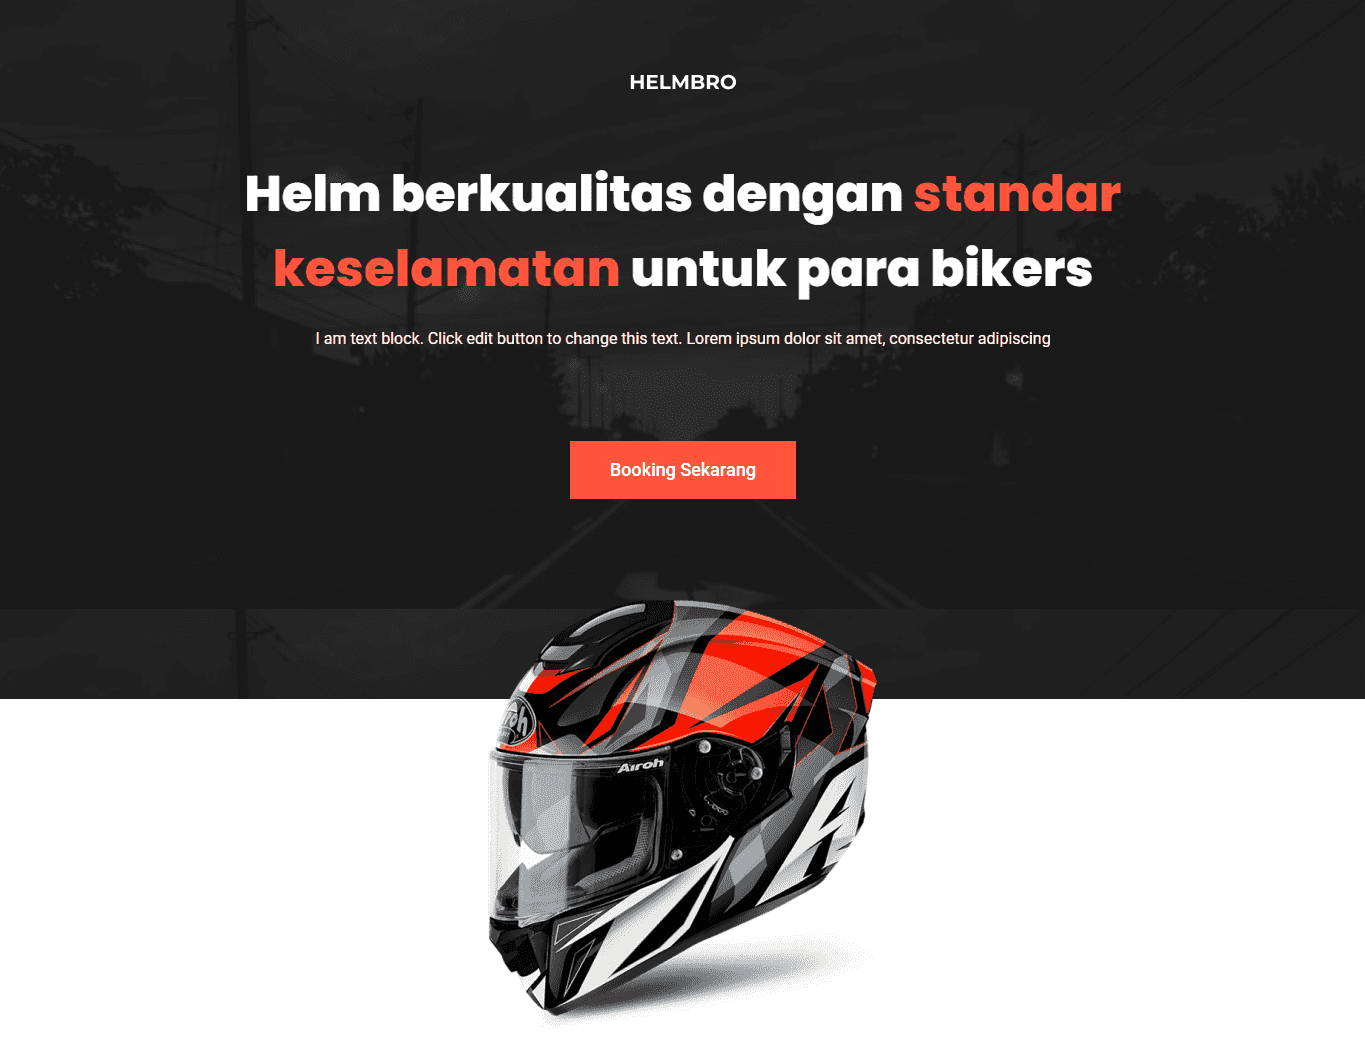 HELMBRO
Helm berkualitas dengan standar
keselamatan untuk para bikers
I am text block. Click edit button to change this text. Lorem ipsum dolor sit amet, consectetur adipiscing
Booking Sekarang
Airoh